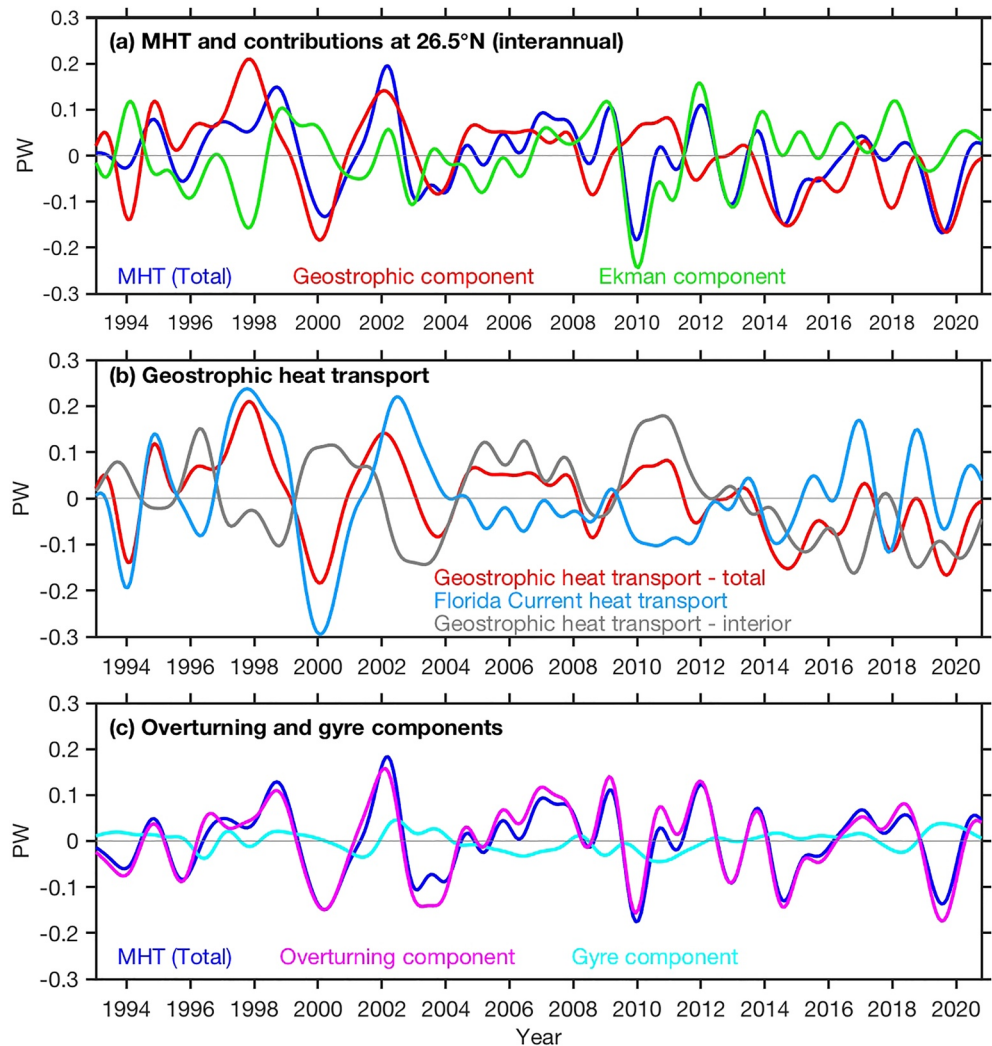 (a) MHT and contributions at 26.5°N (interannual)
0.3
0.2
0.1
0
-0.1
-0.2
-0.3
PW
MHT (Total) Geostrophic component Ekman component
1994 1996 1998 2000 2002 2004 2006 2008 2010 2012 2014 2016 2018 2020
(b) Geostrophic heat transport
0.3
0.2
0.1
0
-0.1
-0.2
-0.3
PW
Geostrophic heat transport - total
Florida Current heat transport
Geostrophic heat transport - interior
1994 1996 1998 2000 2002 2004 2006 2008 2010 2012 2014 2016 2018 2020
(c) Overturning and gyre components
0.3
0.2
0.1
0
-0.1
-0.2
-0.3
PW
MHT (Total) Overturning component Gyre component
1994 1996 1998 2000 2002 2004 2006 2008 2010 2012 2014 2016 2018 2020
Year